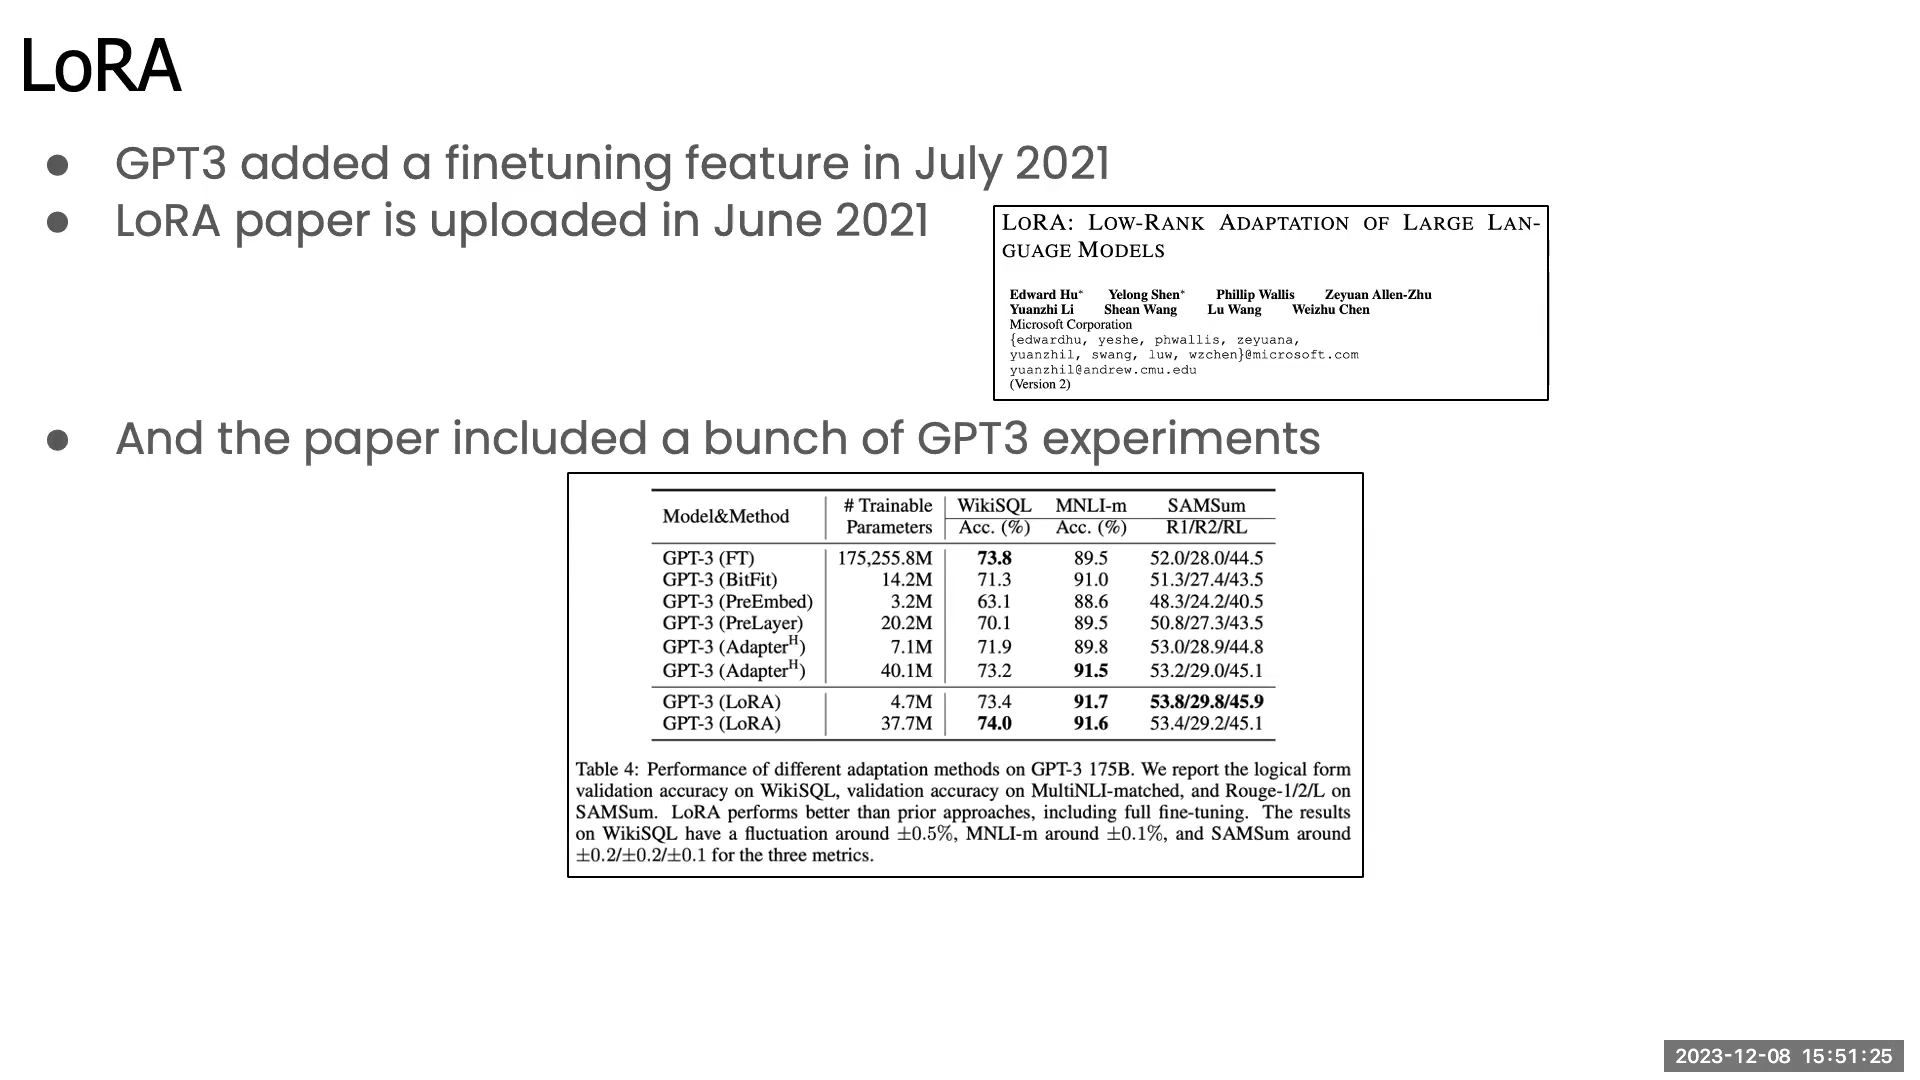 LoRA
● GPT3 added a finetuning feature in July 2021
● LoRA paper is uploaded in June 2021
LORA: LOW-RANK ADAPTATION OF LARGE LAN-
GUAGE MODELS
Edward Hu* Yelong Shen* Phillip Wallis Zeyuan Allen-Zhu
Yuanzhi Li Shean Wang Lu Wang Weizhu Chen
Microsoft Corporation
{edwardhu, yeshe, phwallis, zeyuana,
yuanzhil, swang, luw, wzchen}@microsoft.com
yuanzhil@andrew.cmu.edu
(Version 2)
● And the paper included a bunch of GPT3 experiments
Model&Method # Trainable Parameters WikiSQL MNLI-m SAMSum
Acc. (%) Acc. (%) R1/R2/RL
GPT-3 (FT) 175,255.8M 73.8 89.5 52.0/28.0/44.5
GPT-3 (BitFit) 14.2M 71.3 91.0 51.3/27.4/43.5
GPT-3 (PreEmbed) 3.2M 63.1 88.6 48.3/24.2/40.5
GPT-3 (PreLayer) 20.2M 70.1 89.5 50.8/27.3/43.5
GPT-3 (AdapterH) 7.1M 71.9 89.8 53.0/28.9/44.8
GPT-3 (AdapterH) 40.1M 73.2 91.5 53.2/29.0/45.1
GPT-3 (LoRA) 4.7M 73.4 91.7 53.8/29.8/45.9
GPT-3 (LoRA) 37.7M 74.0 91.6 53.4/29.2/45.1
Table 4: Performance of different adaptation methods on GPT-3 175B. We report the logical form
validation accuracy on WikiSQL, validation accuracy on MultiNLI-matched, and Rouge-1/2/L on
SAMSum. LoRA performs better than prior approaches, including full fine-tuning. The results
on WikiSQL have a fluctuation around ±0.5%, MNLI-m around ±0.1%, and SAMSum around
±0.2/±0.2/±0.1 for the three metrics.
2023-12-08 15:51:25